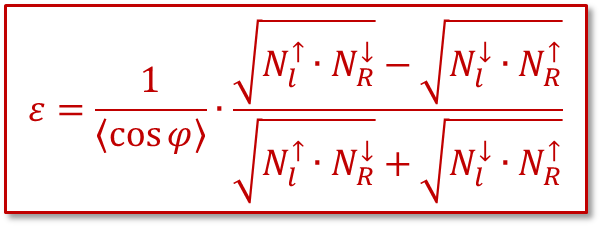 ε = 1/⟨cos φ⟩ · (√(N_l^↑ · N_R^↓) − √(N_l^↓ · N_R^↑))/(√(N_l^↑ · N_R^↓) + √(N_l^↓ · N_R^↑))